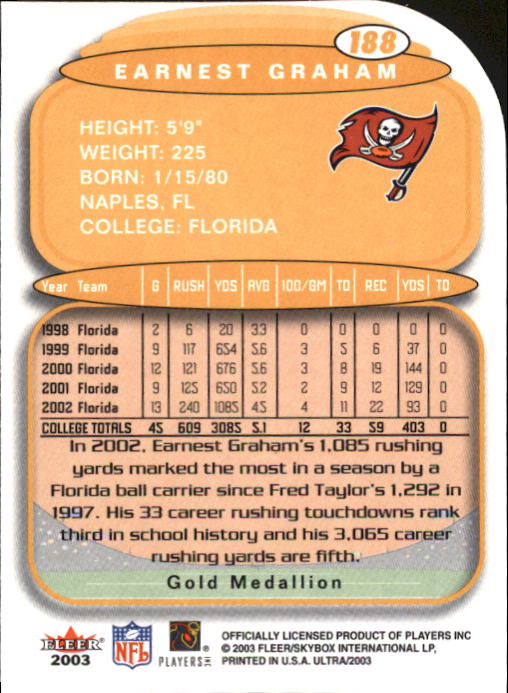 188
EARNEST GRAHAM
HEIGHT: 5'9"
WEIGHT: 225
BORN: 1/15/80
NAPLES, FL
COLLEGE: FLORIDA
Year Team G RUSH YDS AVG 100/GM TD REC YDS TD
1998 Florida 2 6 20 3.3 0 0 0 0 0
1999 Florida 9 117 654 5.6 3 5 6 37 0
2000 Florida 12 121 676 5.6 3 8 19 144 0
2001 Florida 9 125 650 5.2 2 9 12 129 0
2002 Florida 13 240 1085 4.5 4 11 22 93 0
COLLEGE TOTALS 45 609 3085 5.1 12 33 59 403 0
In 2002, Earnest Graham's 1,085 rushing
yards marked the most in a season by a
Florida ball carrier since Fred Taylor's 1,292 in
1997. His 33 career rushing touchdowns rank
third in school history and his 3,065 career
rushing yards are fifth.
Gold Medallion
FLEER
2003
NFL
PLAYERS INC
OFFICIALLY LICENSED PRODUCT OF PLAYERS INC
© 2003 FLEER/SKYBOX INTERNATIONAL LP,
PRINTED IN U.S.A. ULTRA/2003